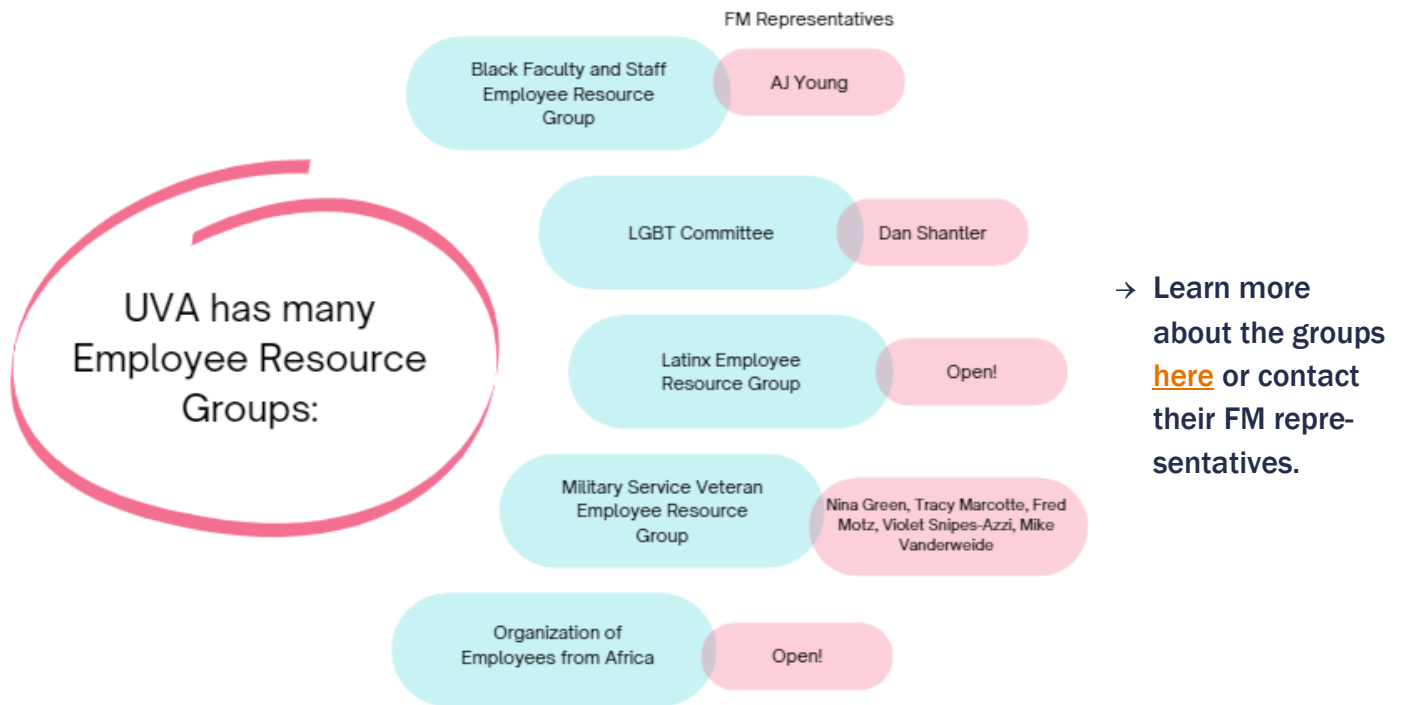 FM Representatives
Black Faculty and Staff
Employee Resource
Group
AJ Young
LGBT Committee
Dan Shantler
UVA has many
Employee Resource
Groups:
Latinx Employee
Resource Group
Open!
Military Service Veteran
Employee Resource
Group
Nina Green, Tracy Marcotte, Fred
Motz, Violet Snipes-Azzi, Mike
Vanderweide
Organization of
Employees from Africa
Open!
→ Learn more
about the groups
here or contact
their FM repre-
sentatives.